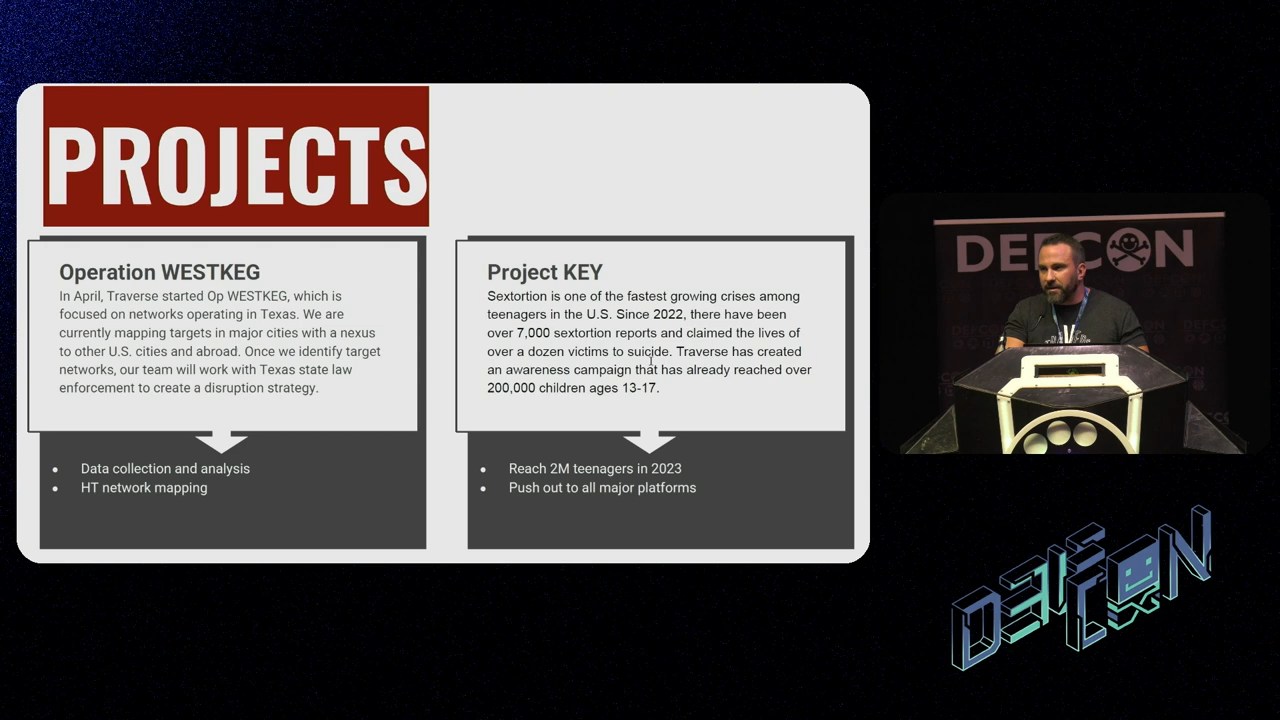 PROJECTS
Operation WESTKEG
In April, Traverse started Op WESTKEG, which is
focused on networks operating in Texas. We are
currently mapping targets in major cities with a nexus
to other U.S. cities and abroad. Once we identify target
networks, our team will work with Texas state law
enforcement to create a disruption strategy.
• Data collection and analysis
• HT network mapping
Project KEY
Sextortion is one of the fastest growing crises among
teenagers in the U.S. Since 2022, there have been
over 7,000 sextortion reports and claimed the lives of
over a dozen victims to suicide. Traverse has created
an awareness campaign that has already reached over
200,000 children ages 13-17.
• Reach 2M teenagers in 2023
• Push out to all major platforms
DEFCON
DEFCON